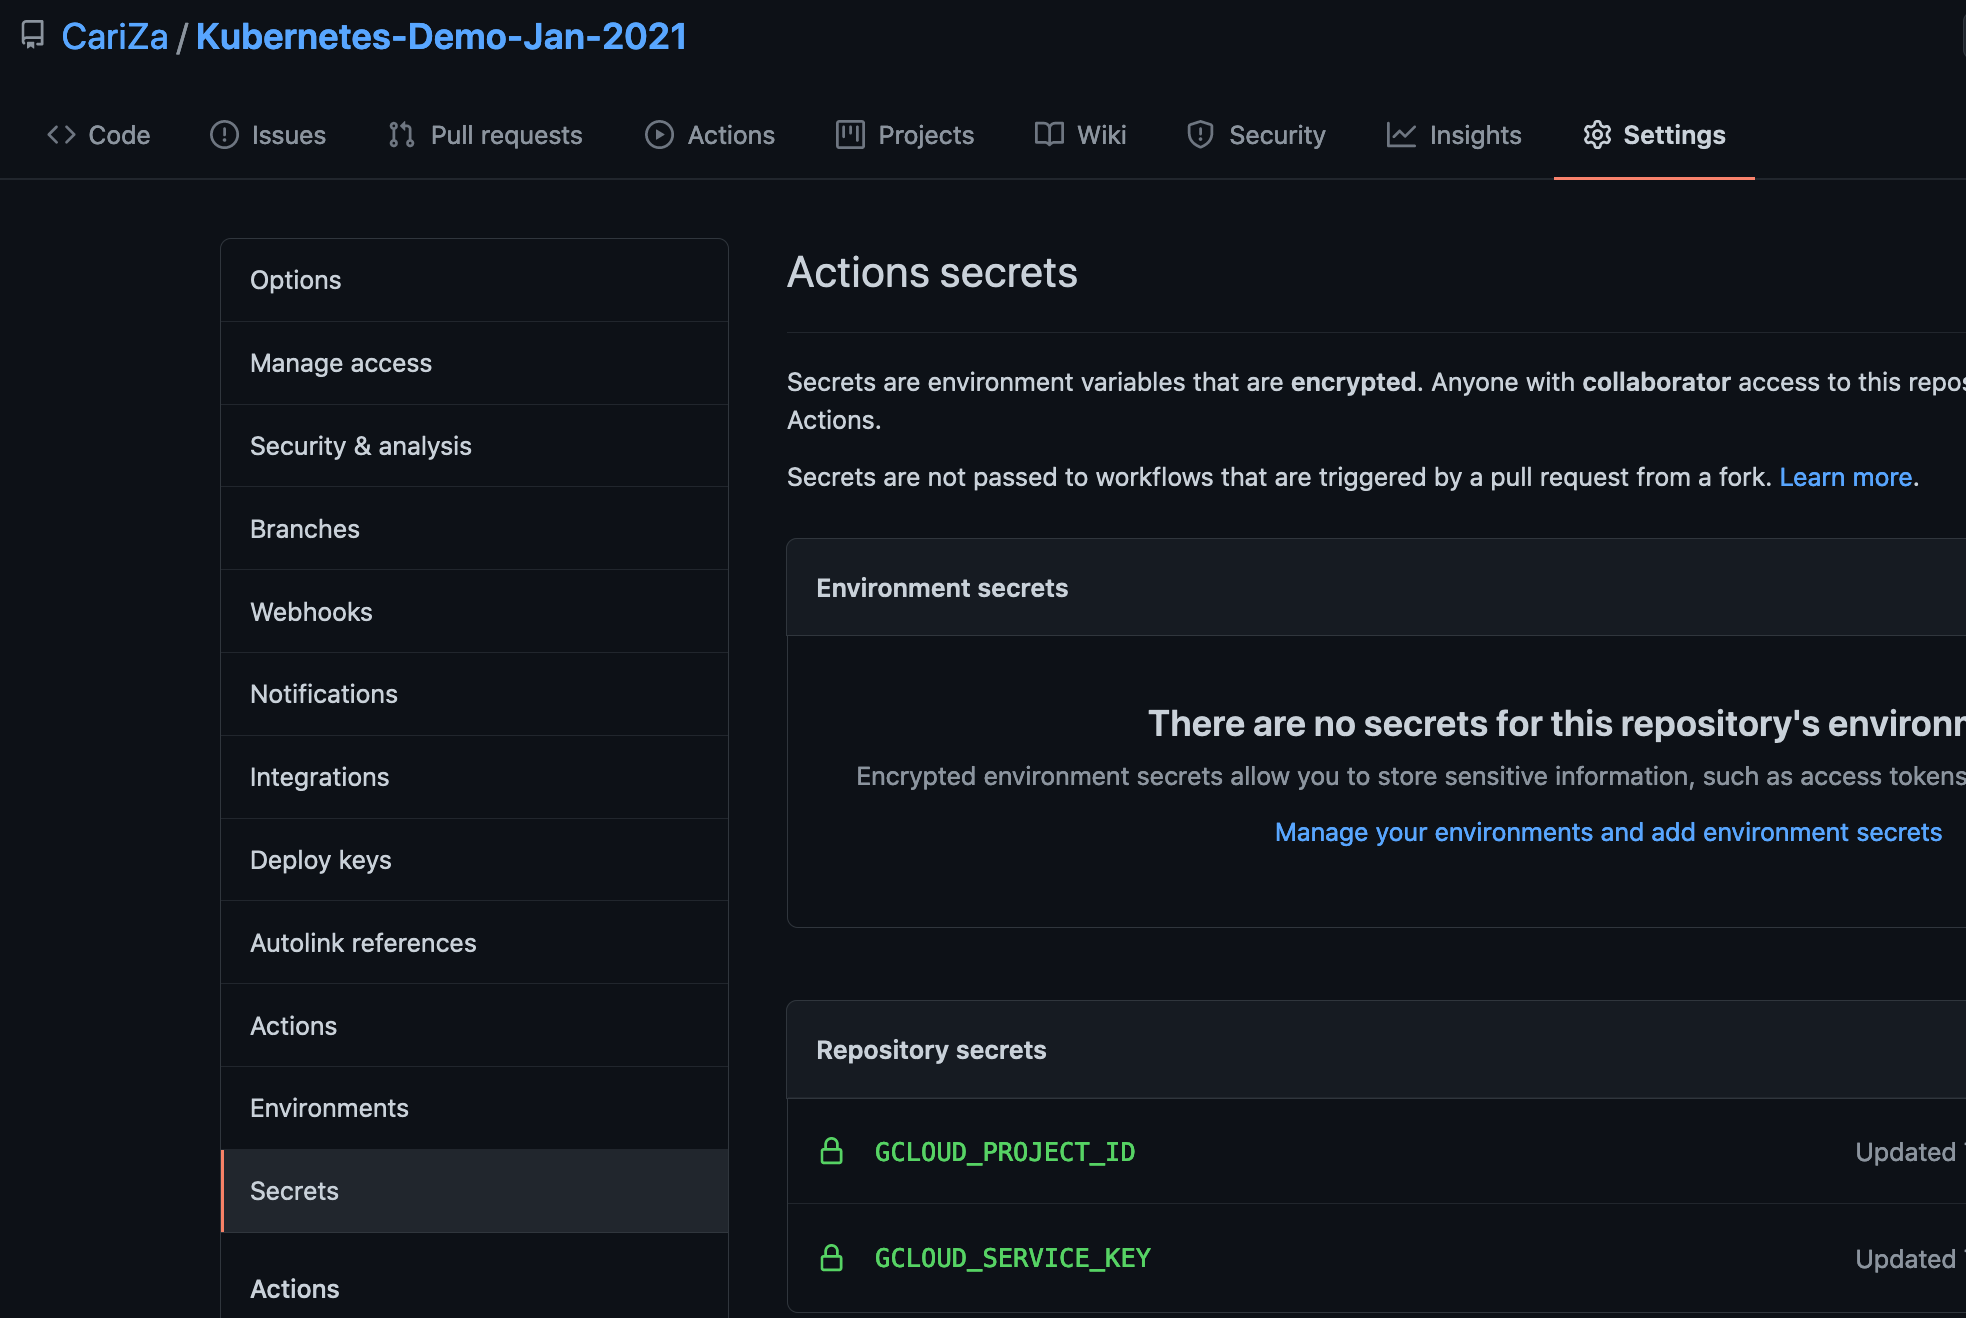 CariZa / Kubernetes-Demo-Jan-2021
Code Issues Pull requests Actions Projects Wiki Security Insights Settings
Options
Manage access
Security & analysis
Branches
Webhooks
Notifications
Integrations
Deploy keys
Autolink references
Actions
Environments
Secrets
Actions
Actions secrets
Secrets are environment variables that are encrypted. Anyone with collaborator access to this repos
Actions.
Secrets are not passed to workflows that are triggered by a pull request from a fork. Learn more.
Environment secrets
There are no secrets for this repository's environ
Encrypted environment secrets allow you to store sensitive information, such as access tokens
Manage your environments and add environment secrets
Repository secrets
GCLOUD_PROJECT_ID Updated
GCLOUD_SERVICE_KEY Updated